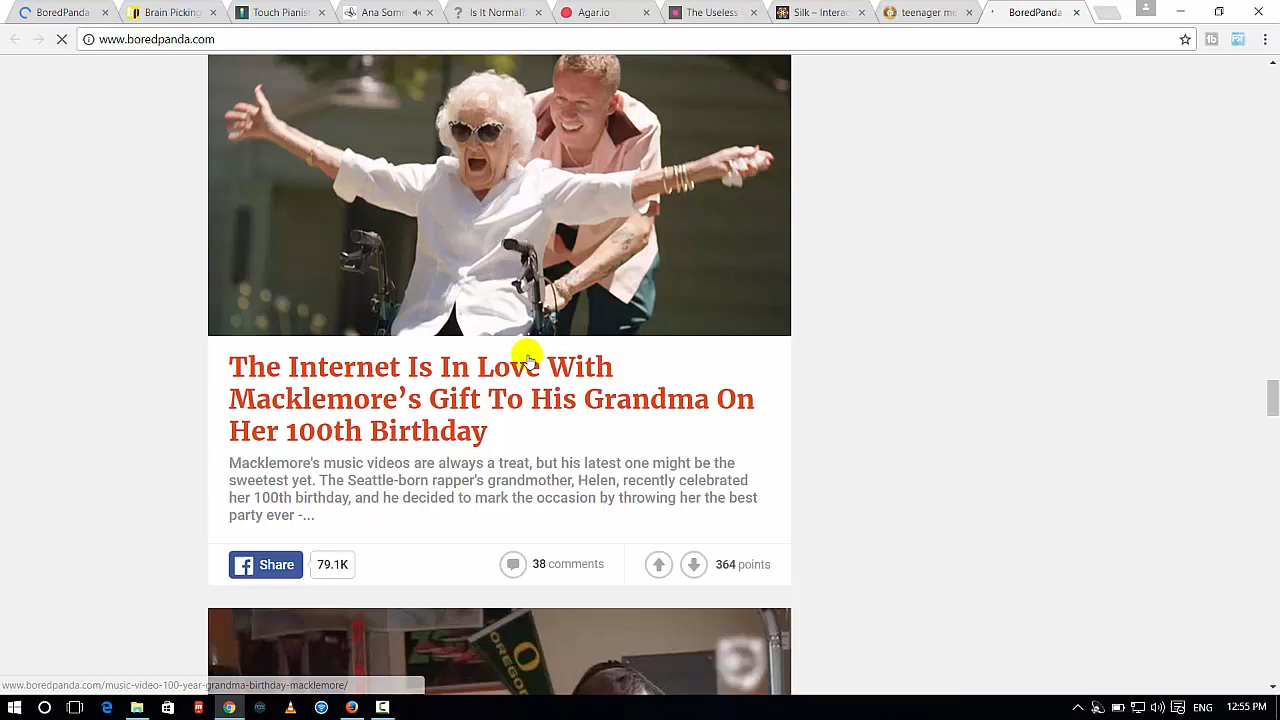 BoredPanda
Brain Picking
Touch Pianist
Ana Som
Is It Normal?
Agar.io
The Useless
Silk – Interac
teenager me
BoredPanda
www.boredpanda.com
The Internet Is In Love With
Macklemore’s Gift To His Grandma On
Her 100th Birthday
Macklemore's music videos are always a treat, but his latest one might be the
sweetest yet. The Seattle-born rapper's grandmother, Helen, recently celebrated
her 100th birthday, and he decided to mark the occasion by throwing her the best
party ever -...
Share 79.1K 38 comments 364 points
OREGON
www.boredpanda.com/music-video-100-year-grandma-birthday-macklemore/
ENG 12:55 PM